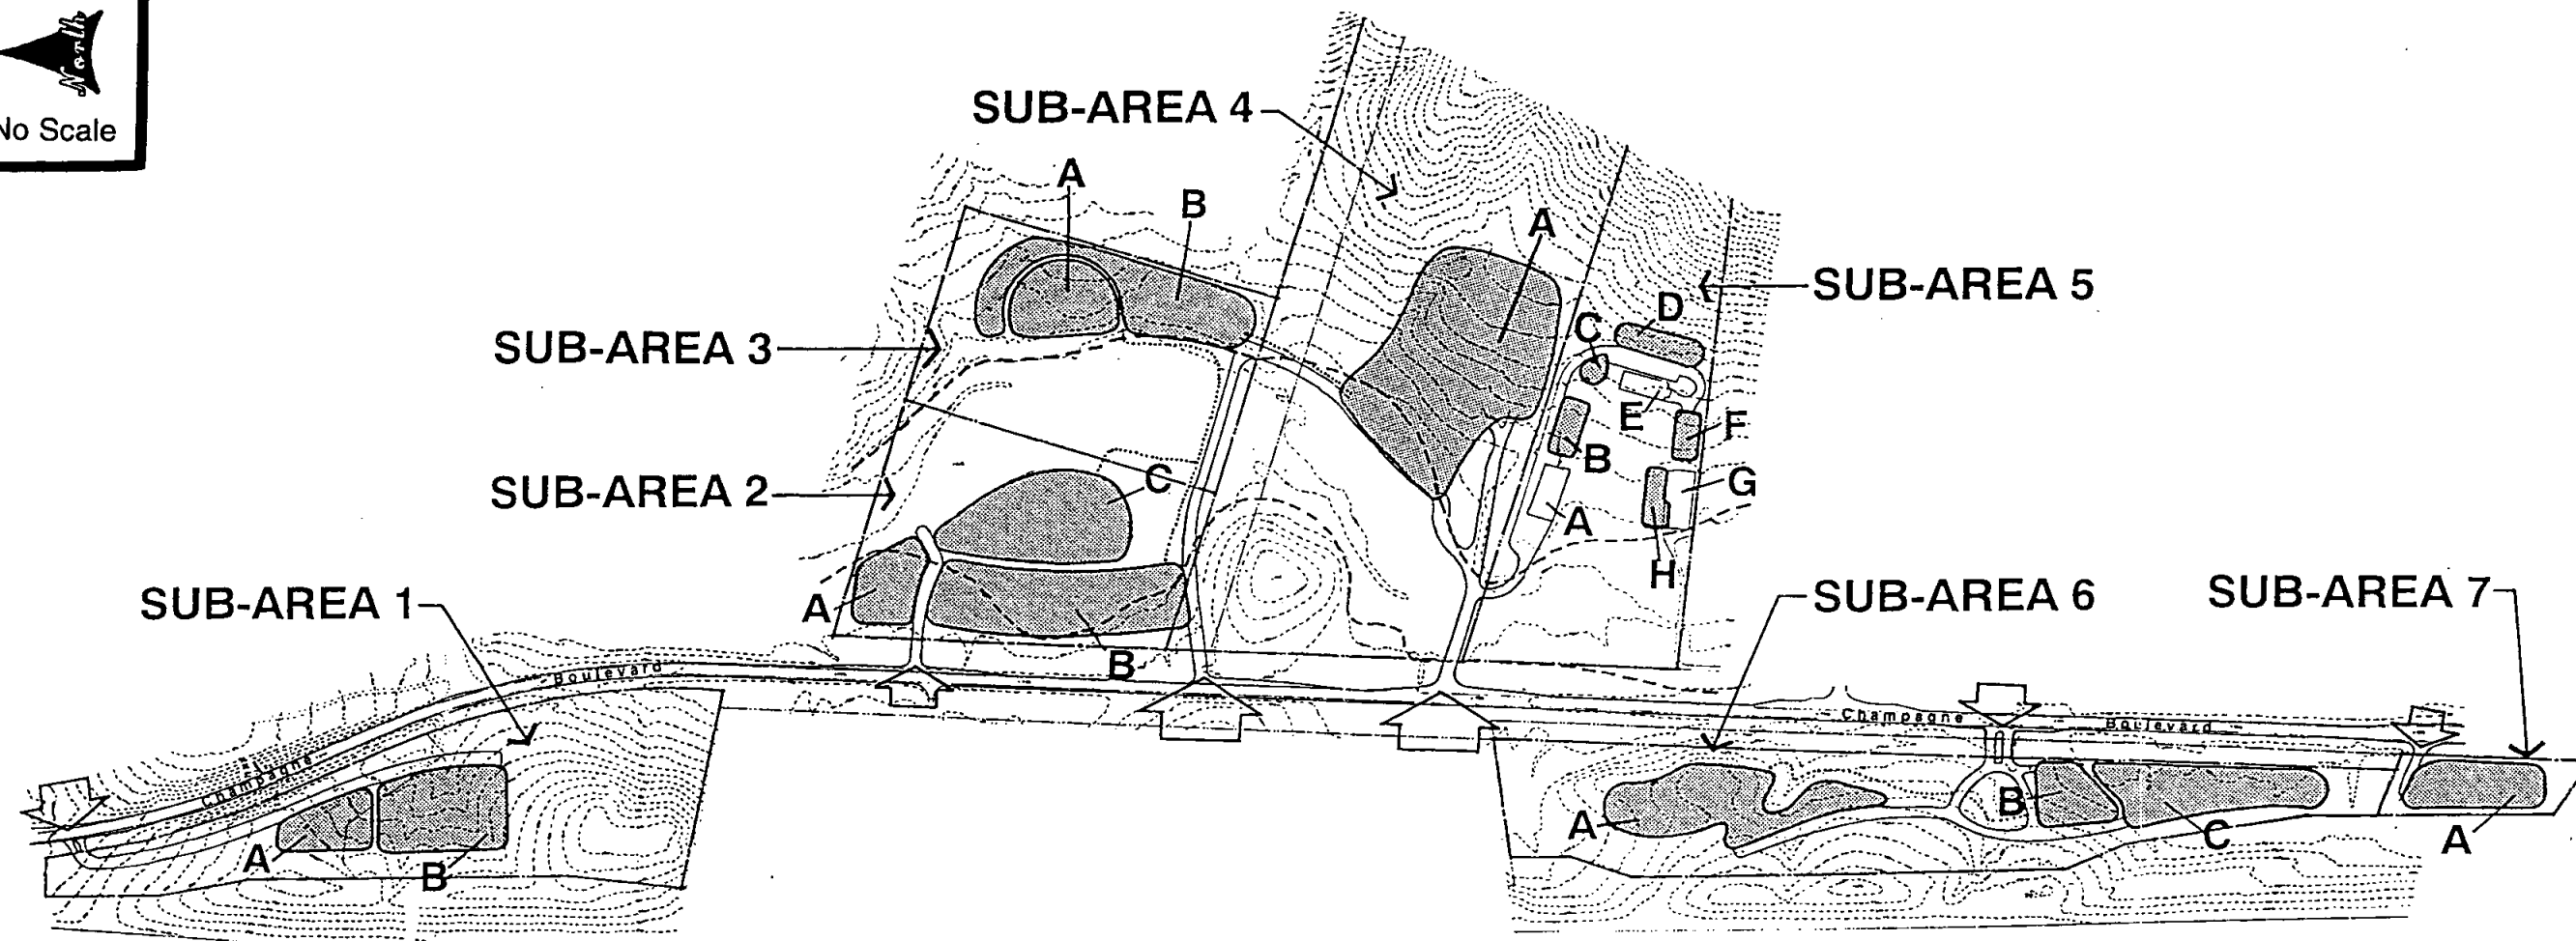 North
No Scale
SUB-AREA 4
A
B
A
SUB-AREA 5
D
C
SUB-AREA 3
E
F
B
C
G
SUB-AREA 2
A
H
SUB-AREA 1
A
SUB-AREA 6
SUB-AREA 7
B
Boulevard
Champagne
Boulevard
Champagne
B
A
C
A
A
B